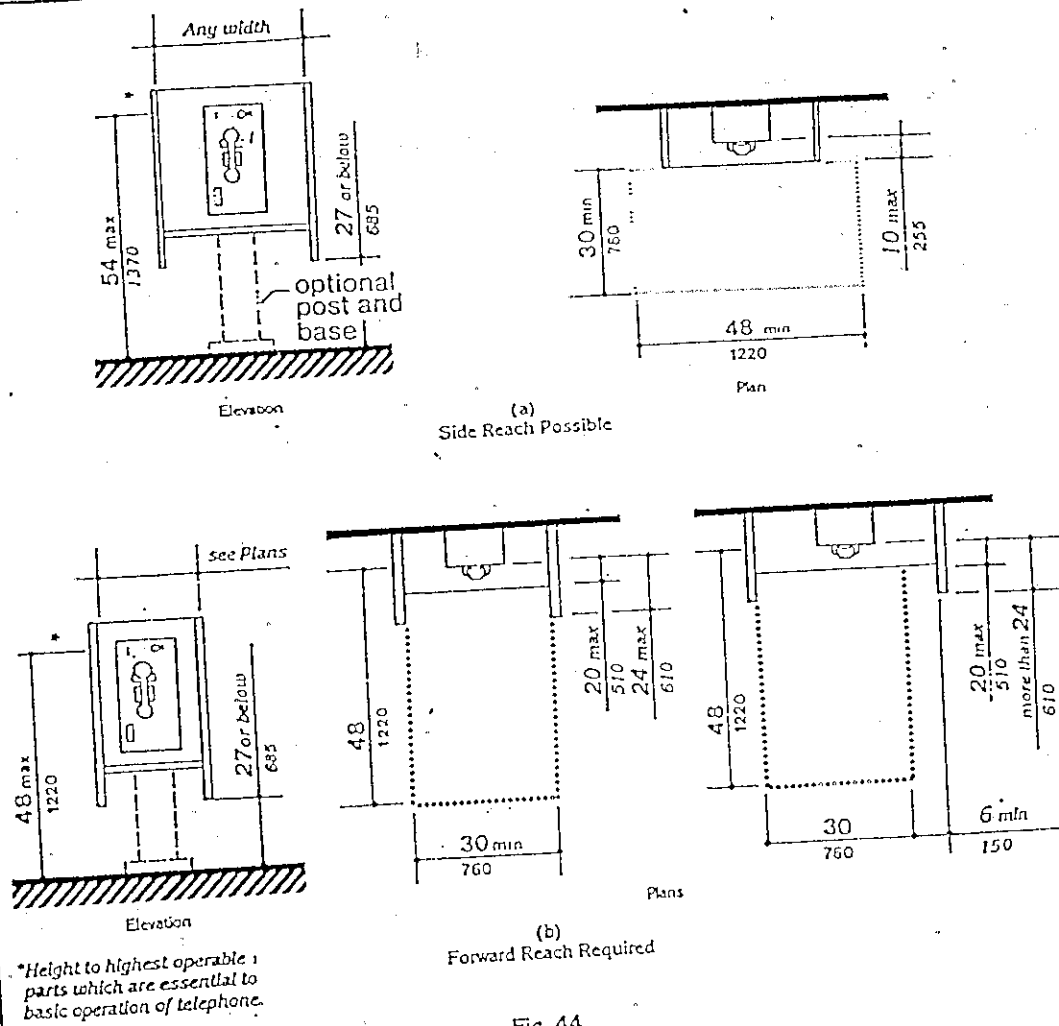 Any width
*
54 max
1370
27 or below
685
optional
post and
base
Elevation
30 min
760
10 max
255
48 min
1220
Plan
(a)
Side Reach Possible
see Plans
*
48 max
1220
27 or below
685
Elevation
48
1220
20 max
510
24 max
610
30 min
760
48
1220
20 max
510
more than 24
610
30
760
6 min
150
Plans
(b)
Forward Reach Required
*Height to highest operable
parts which are essential to
basic operation of telephone.
Fig. 44